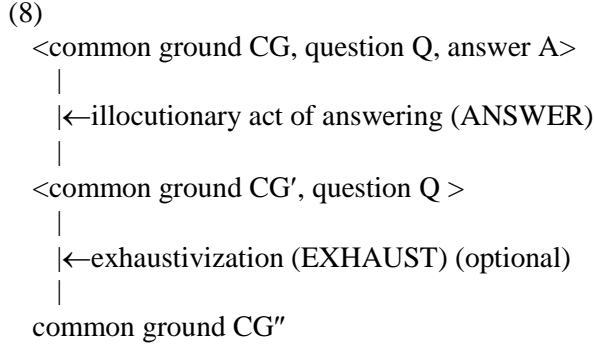 (8)
<common ground CG, question Q, answer A>
|
|←illocutionary act of answering (ANSWER)
|
<common ground CG′, question Q >
|
|←exhaustivization (EXHAUST) (optional)
|
common ground CG″